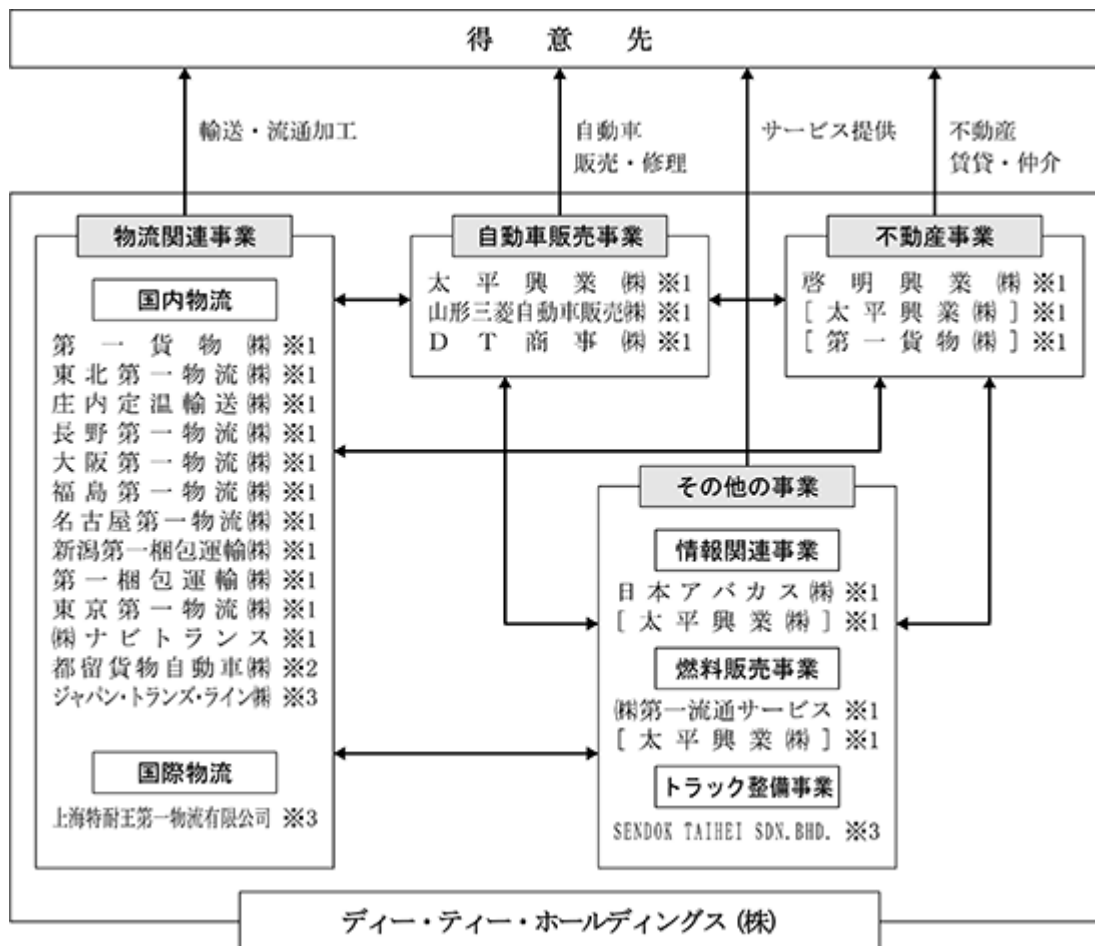 得意先
輸送・流通加工
自動車
販売・修理
サービス提供
不動産
賃貸・仲介
物流関連事業
国内物流
第一貨物㈱ ※1
東北第一物流㈱ ※1
庄内定温輸送㈱ ※1
長野第一物流㈱ ※1
大阪第一物流㈱ ※1
福島第一物流㈱ ※1
名古屋第一物流㈱ ※1
新潟第一梱包運輸㈱ ※1
第一梱包運輸㈱ ※1
東京第一物流㈱ ※1
㈱ナビトランス ※1
都留貨物自動車㈱ ※2
ジャパン・トランズ・ライン㈱ ※3
国際物流
上海特耐王第一物流有限公司 ※3
自動車販売事業
太平興業㈱ ※1
山形三菱自動車販売㈱ ※1
DT商事㈱ ※1
不動産事業
啓明興業㈱ ※1
[太平興業㈱] ※1
[第一貨物㈱] ※1
その他の事業
情報関連事業
日本アバカス㈱ ※1
[太平興業㈱] ※1
燃料販売事業
㈱第一流通サービス ※1
[太平興業㈱] ※1
トラック整備事業
SENDOK TAIHEI SDN.BHD. ※3
ディー・ティー・ホールディングス(株)